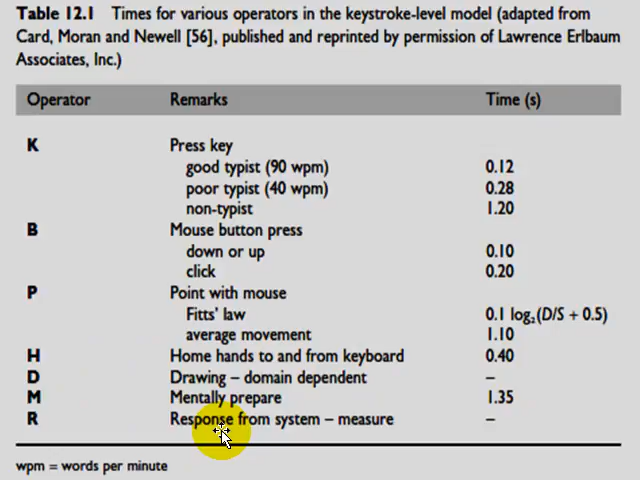 Table 12.1 Times for various operators in the keystroke-level model (adapted from
Card, Moran and Newell [56], published and reprinted by permission of Lawrence Erlbaum
Associates, Inc.)
Operator Remarks Time (s)
K Press key
good typist (90 wpm) 0.12
poor typist (40 wpm) 0.28
non-typist 1.20
B Mouse button press
down or up 0.10
click 0.20
P Point with mouse
Fitts' law 0.1 log₂(D/S + 0.5)
average movement 1.10
H Home hands to and from keyboard 0.40
D Drawing – domain dependent –
M Mentally prepare 1.35
R Response from system – measure –
wpm = words per minute